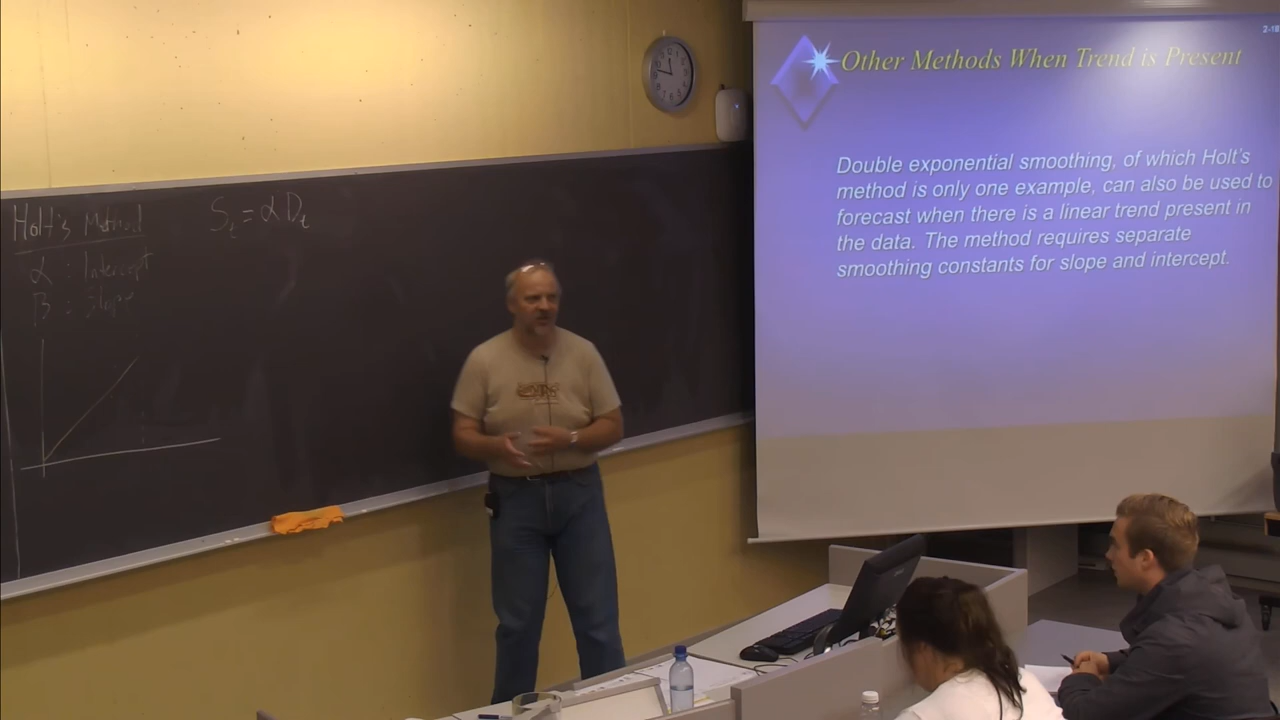 Holt's Method
α : Intercept
β : Slope
S_t = α D_t
2-18
Other Methods When Trend is Present
Double exponential smoothing, of which Holt's
method is only one example, can also be used to
forecast when there is a linear trend present in
the data. The method requires separate
smoothing constants for slope and intercept.